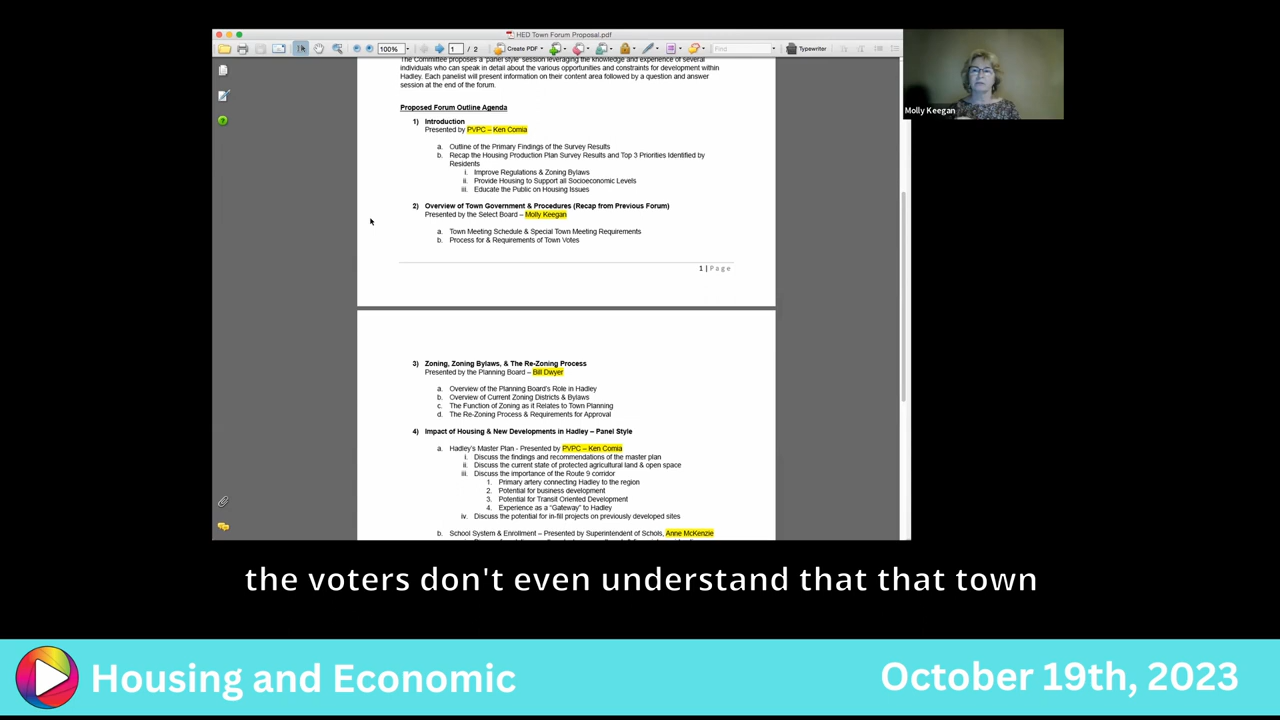 HED Town Forum Proposal.pdf
100%
1 / 2
Create PDF
Find
Typewriter
The Committee proposes a 'panel style' session leveraging the knowledge and experience of several
individuals who can speak in detail about the various opportunities and constraints for development within
Hadley. Each panelist will present information on their content area followed by a question and answer
session at the end of the forum.
Proposed Forum Outline Agenda
1) Introduction
Presented by PVPC – Ken Comia
a. Outline of the Primary Findings of the Survey Results
b. Recap the Housing Production Plan Survey Results and Top 3 Priorities Identified by
Residents
i. Improve Regulations & Zoning Bylaws
ii. Provide Housing to Support all Socioeconomic Levels
iii. Educate the Public on Housing Issues
2) Overview of Town Government & Procedures (Recap from Previous Forum)
Presented by the Select Board – Molly Keegan
a. Town Meeting Schedule & Special Town Meeting Requirements
b. Process for & Requirements of Town Votes
1 | Page
3) Zoning, Zoning Bylaws, & The Re-Zoning Process
Presented by the Planning Board – Bill Dwyer
a. Overview of the Planning Board's Role in Hadley
b. Overview of Current Zoning Districts & Bylaws
c. The Function of Zoning as it Relates to Town Planning
d. The Re-Zoning Process & Requirements for Approval
4) Impact of Housing & New Developments in Hadley – Panel Style
a. Hadley's Master Plan - Presented by PVPC – Ken Comia
i. Discuss the findings and recommendations of the master plan
ii. Discuss the current state of protected agricultural land & open space
iii. Discuss the importance of the Route 9 corridor
1. Primary artery connecting Hadley to the region
2. Potential for business development
3. Potential for Transit Oriented Development
4. Experience as a "Gateway" to Hadley
iv. Discuss the potential for in-fill projects on previously developed sites
b. School System & Enrollment – Presented by Superintendent of Schols, Anne McKenzie
Molly Keegan
the voters don't even understand that that town
Housing and Economic
October 19th, 2023